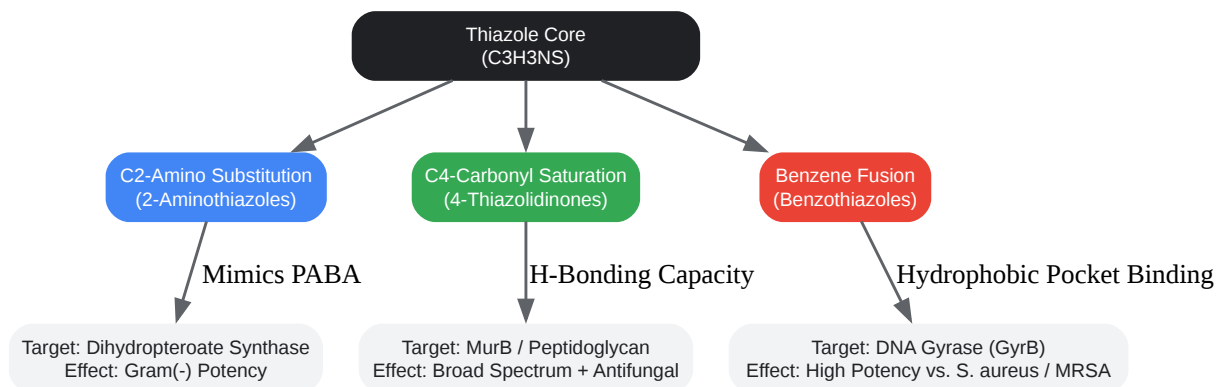 Thiazole Core
(C3H3NS)
C2-Amino Substitution
(2-Aminothiazoles)
C4-Carbonyl Saturation
(4-Thiazolidinones)
Benzene Fusion
(Benzothiazoles)
Mimics PABA
H-Bonding Capacity
Hydrophobic Pocket Binding
Target: Dihydropteroate Synthase
Effect: Gram(-) Potency
Target: MurB / Peptidoglycan
Effect: Broad Spectrum + Antifungal
Target: DNA Gyrase (GyrB)
Effect: High Potency vs. S. aureus / MRSA